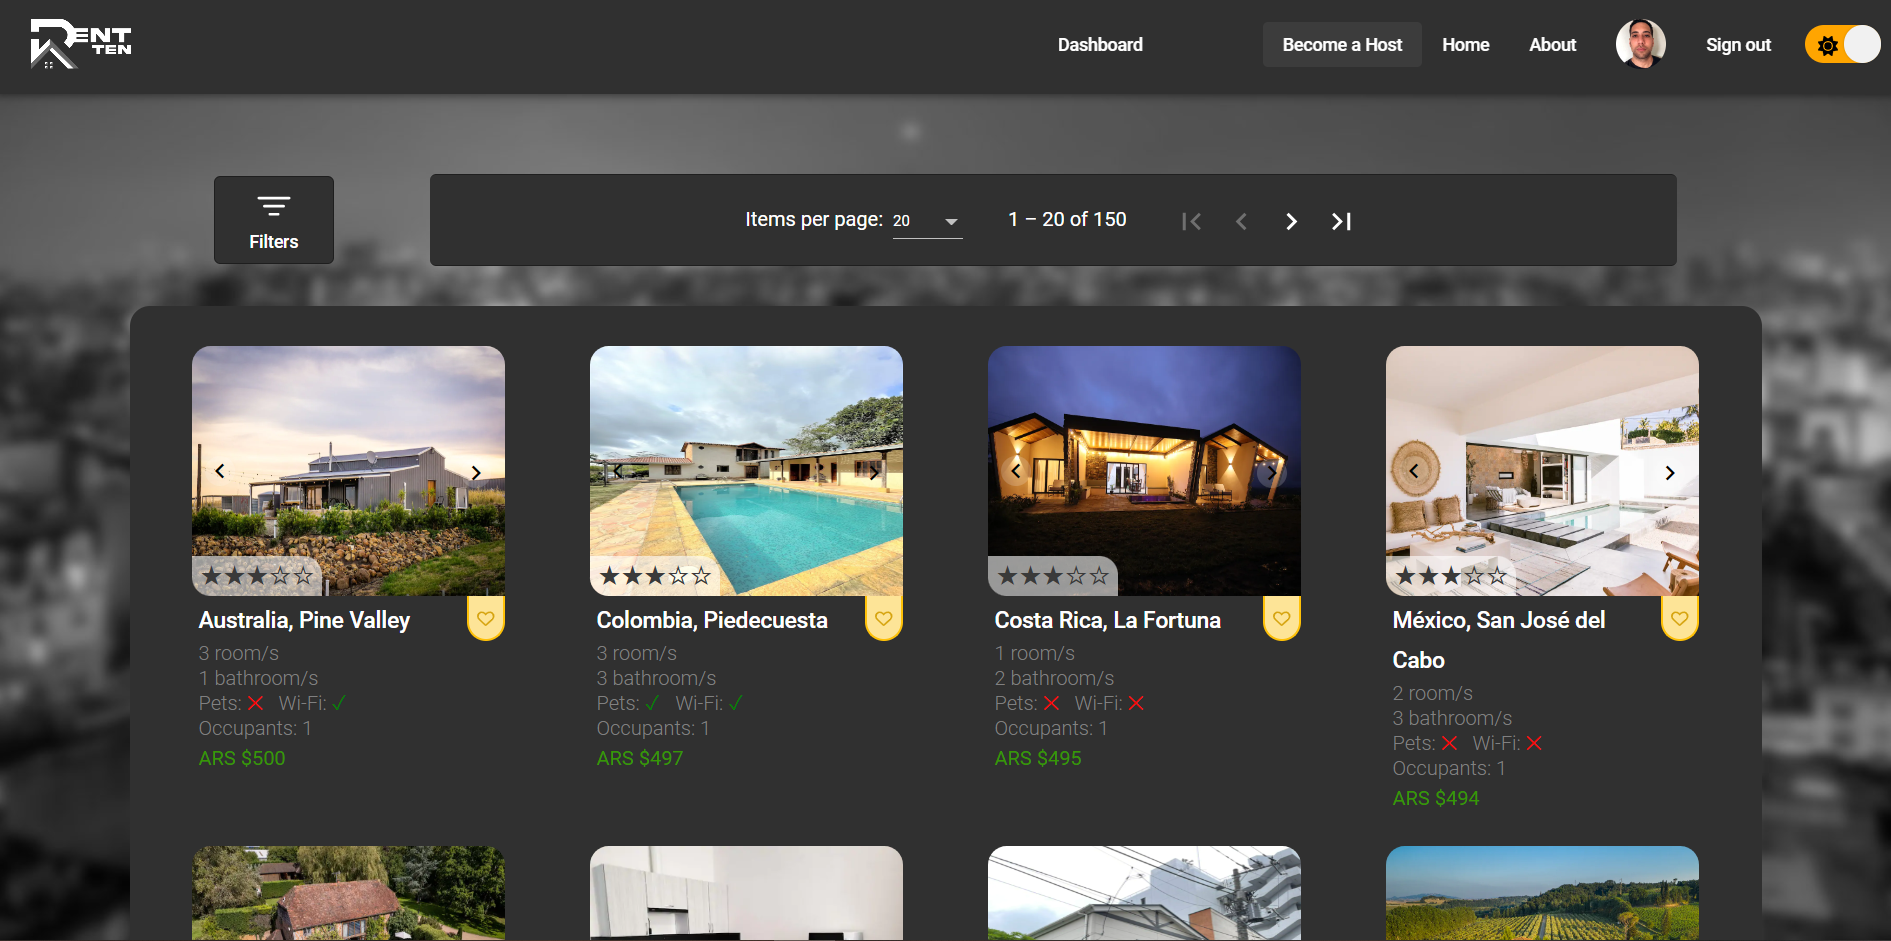 RENT
TEN
Dashboard
Become a Host
Home
About
Sign out
Filters
Items per page: 20
1 – 20 of 150
Australia, Pine Valley
3 room/s
1 bathroom/s
Pets: ✕ Wi-Fi: ✓
Occupants: 1
ARS $500
Colombia, Piedecuesta
3 room/s
3 bathroom/s
Pets: ✓ Wi-Fi: ✓
Occupants: 1
ARS $497
Costa Rica, La Fortuna
1 room/s
2 bathroom/s
Pets: ✕ Wi-Fi: ✕
Occupants: 1
ARS $495
México, San José del
Cabo
2 room/s
3 bathroom/s
Pets: ✕ Wi-Fi: ✕
Occupants: 1
ARS $494